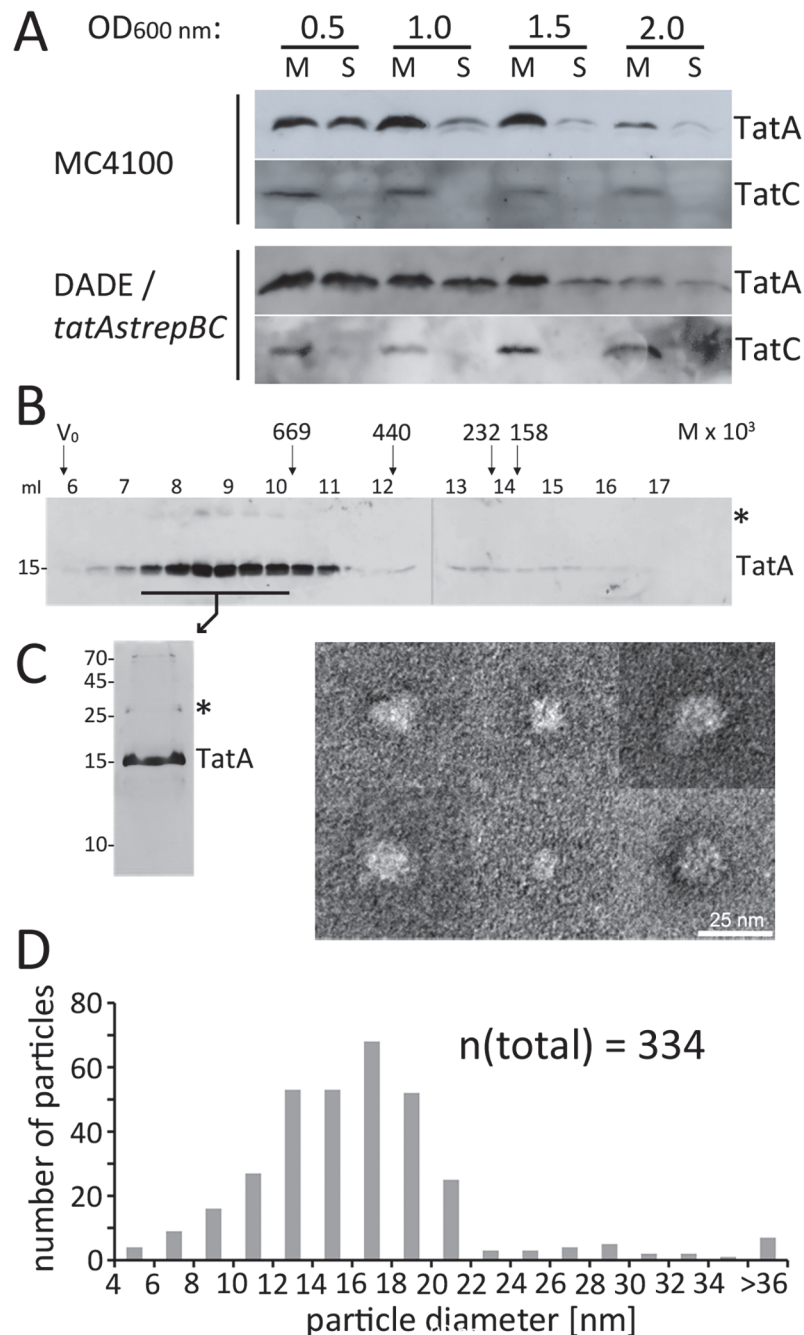 A
OD600 nm: 0.5 1.0 1.5 2.0
M S M S M S M S
MC4100
TatA
TatC
DADE /
tatAstrepBC
TatA
TatC
B
V₀ 669 440 232 158 M x 10³
ml 6 7 8 9 10 11 12 13 14 15 16 17
*
15- TatA
C
70-
45-
25- *
15- TatA
10-
25 nm
D
n(total) = 334
number of particles
80
60
40
20
0
4 6 8 10 12 14 16 18 20 22 24 26 28 30 32 34 >36
particle diameter [nm]